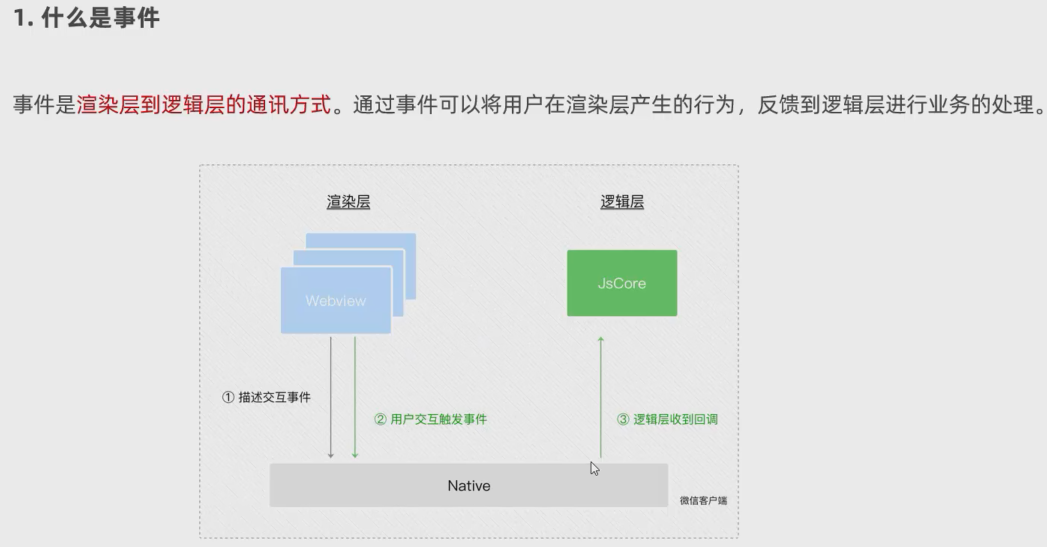 1. 什么是事件
事件是渲染层到逻辑层的通讯方式。通过事件可以将用户在渲染层产生的行为，反馈到逻辑层进行业务的处理。
渲染层
逻辑层
Webview
JsCore
① 描述交互事件
② 用户交互触发事件
③ 逻辑层收到回调
Native
微信客户端